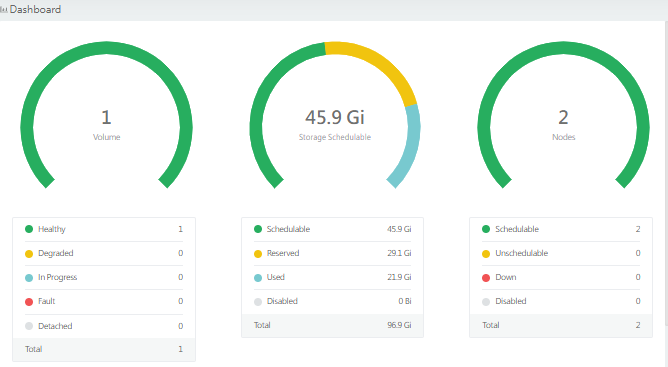 Dashboard
1
Volume
45.9 Gi
Storage Schedulable
2
Nodes
Healthy 1
Degraded 0
In Progress 0
Fault 0
Detached 0
Total 1
Schedulable 45.9 Gi
Reserved 29.1 Gi
Used 21.9 Gi
Disabled 0 Bi
Total 96.9 Gi
Schedulable 2
Unschedulable 0
Down 0
Disabled 0
Total 2